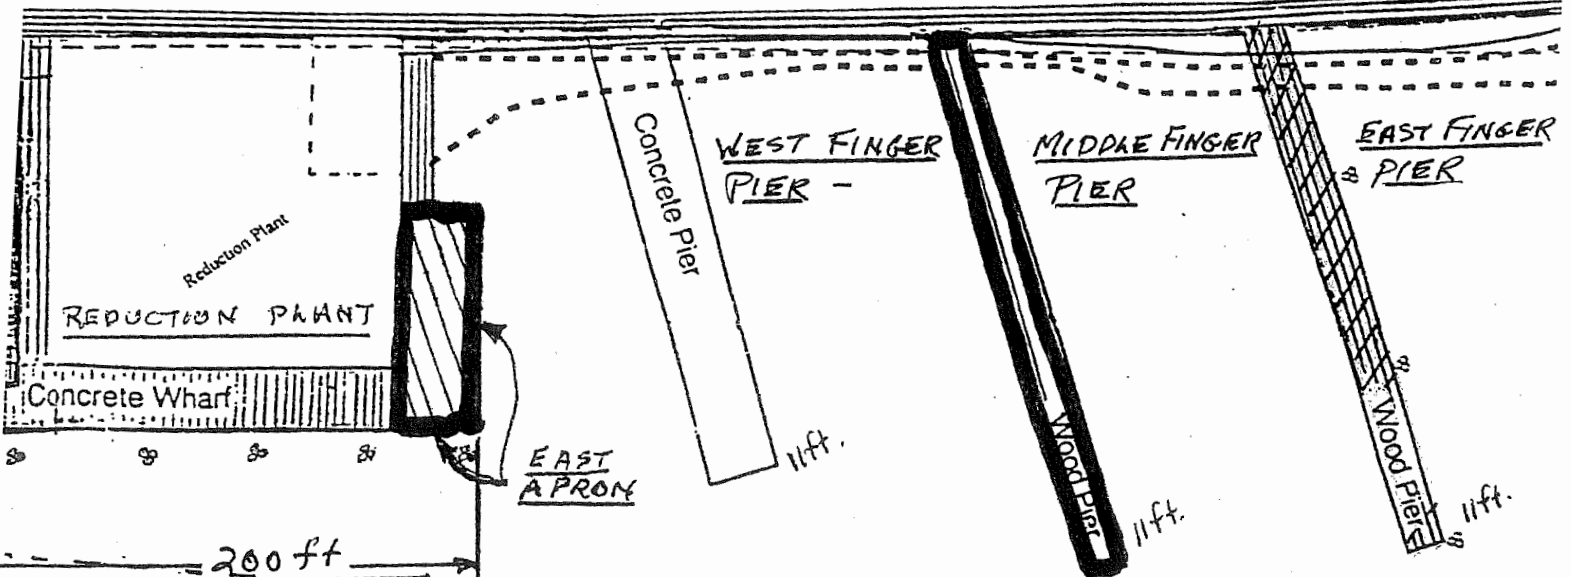 WEST FINGER
PIER -
MIDDLE FINGER
PIER
EAST FINGER
PIER
Concrete Pier
Reduction Plant
REDUCTION PLANT
Concrete Wharf
EAST
APRON
11ft.
Wood Pier
11ft.
Wood Pier
11ft.
200 ft